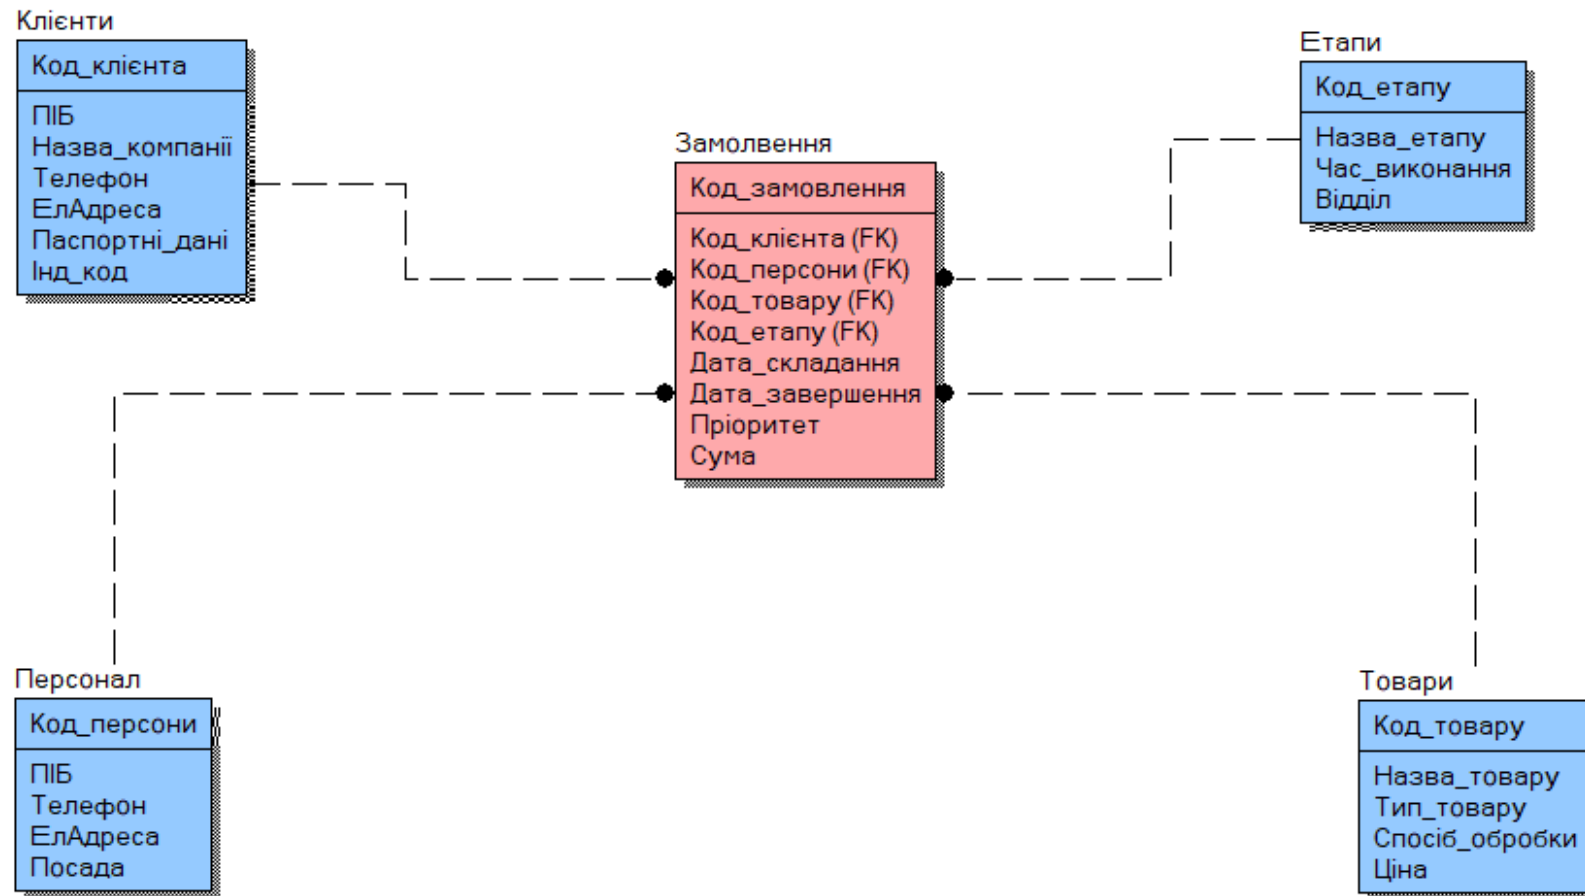 Клієнти
Код_клієнта
ПІБ
Назва_компанії
Телефон
ЕлАдреса
Паспортні_дані
Інд_код
Етапи
Код_етапу
Назва_етапу
Час_виконання
Відділ
Замолвення
Код_замовлення
Код_клієнта (FK)
Код_персони (FK)
Код_товару (FK)
Код_етапу (FK)
Дата_складання
Дата_завершення
Пріоритет
Сума
Персонал
Код_персони
ПІБ
Телефон
ЕлАдреса
Посада
Товари
Код_товару
Назва_товару
Тип_товару
Спосіб_обробки
Ціна